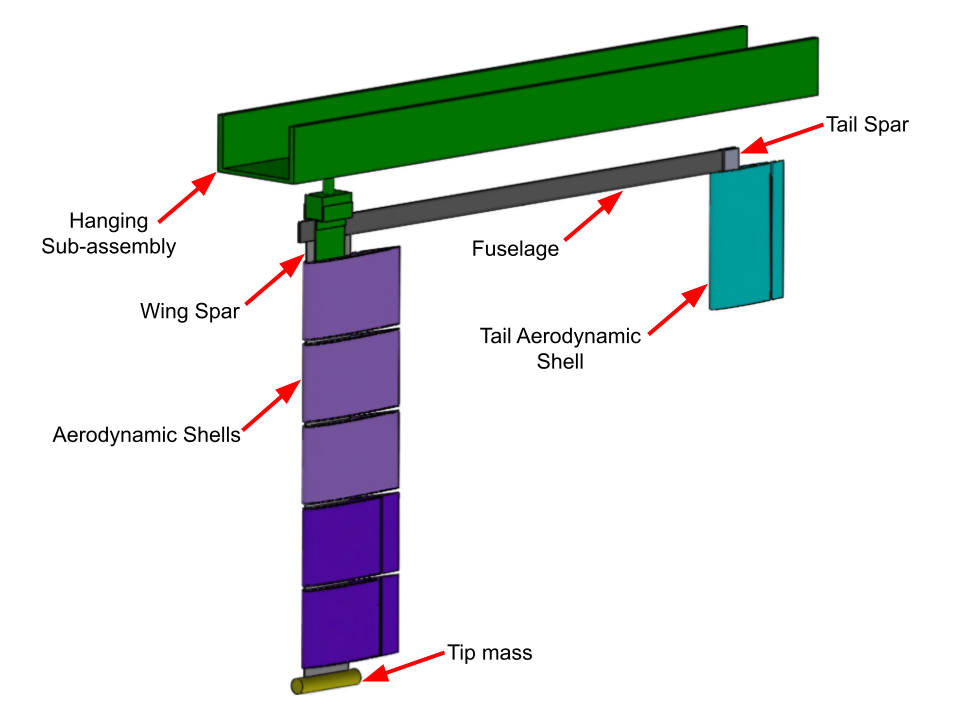 Tail Spar
Hanging
Sub-assembly
Fuselage
Wing Spar
Tail Aerodynamic
Shell
Aerodynamic Shells
Tip mass